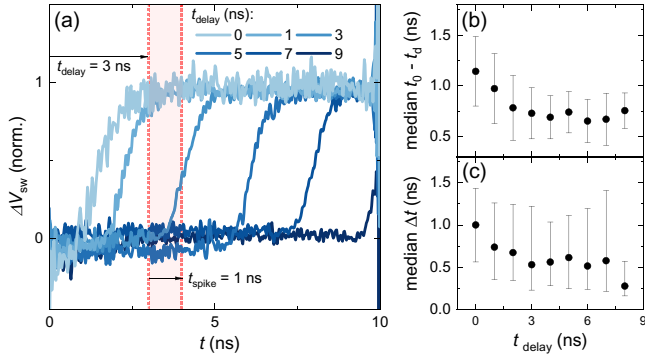 (a)
t_delay (ns):
0 1 3
5 7 9
t_delay = 3 ns
t_spike = 1 ns
ΔV_sw (norm.)
1
0
0 5 10
t (ns)
(b)
median t_0 - t_d
1.5
1.0
0.5
(c)
median Δt
1.5
1.0
0.5
0.0
0 3 6 9
t_delay (ns)